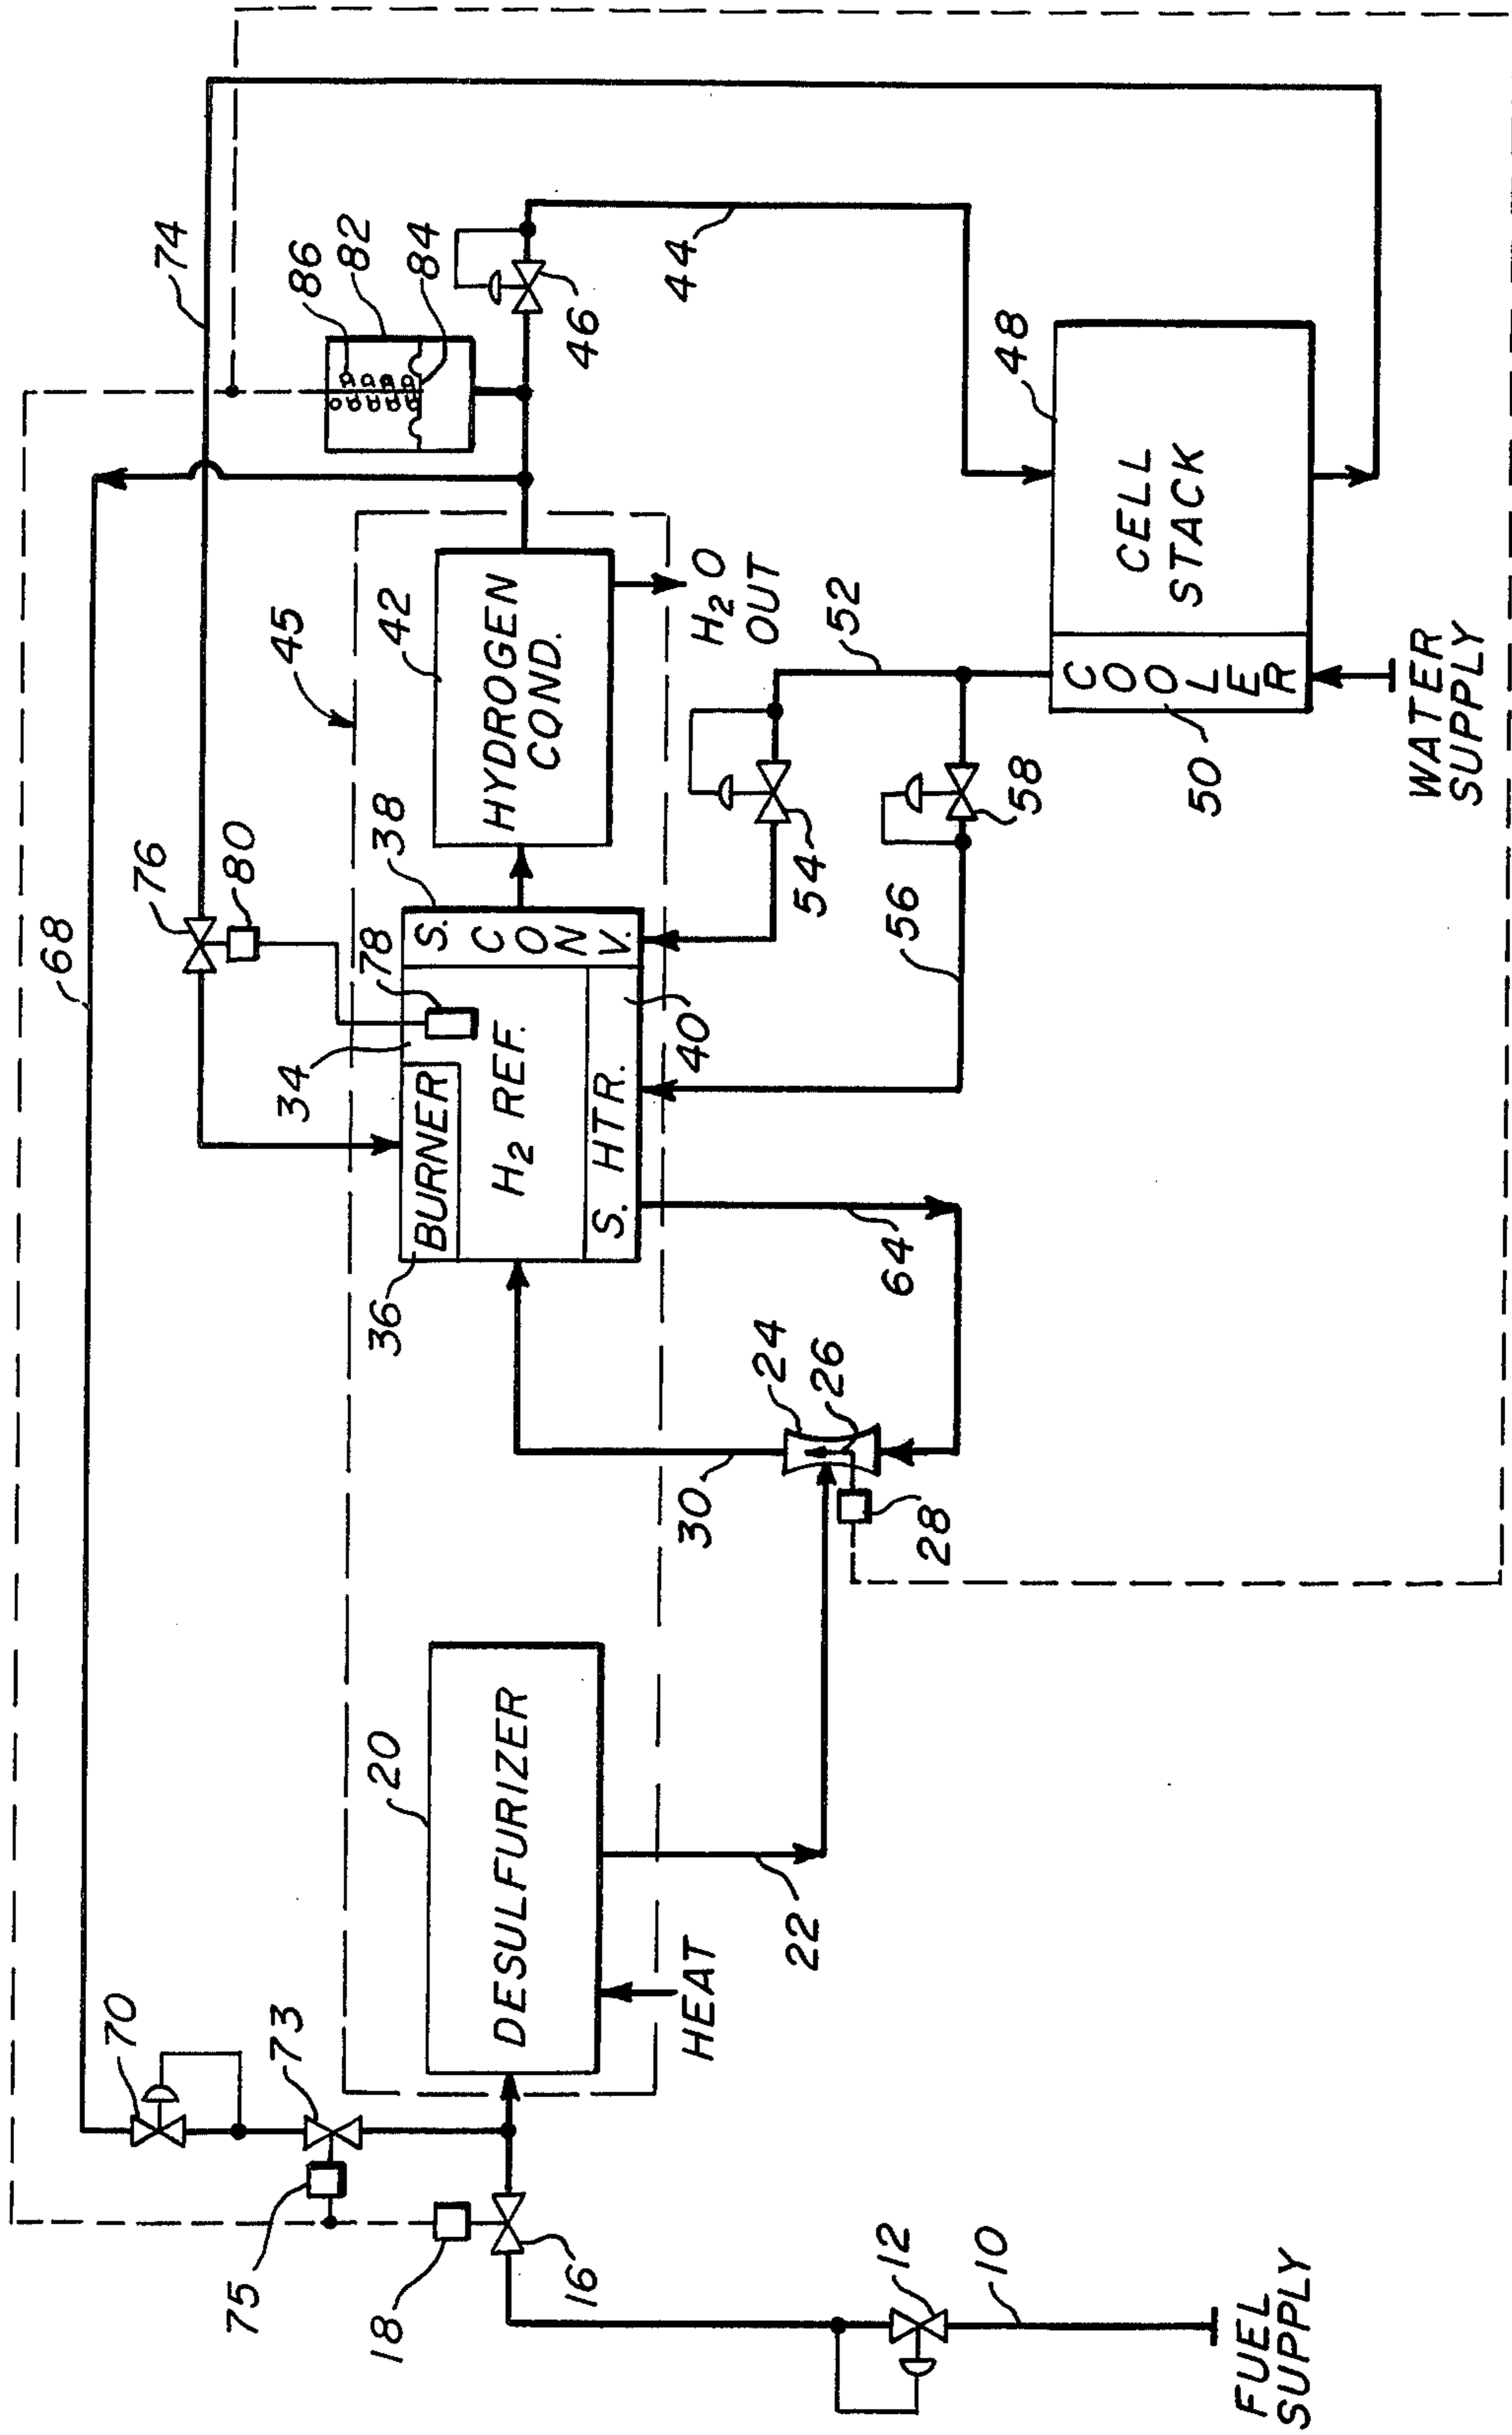 68
74
76
80
86
82
84
45
70
73
75
18
16
20
DESULFURIZER
HEAT
22
36
BURNER
34
78
38
H2 REF.
S. CONV.
S. HTR.
40
42
HYDROGEN
COND.
H2O
OUT
46
44
30
24
26
28
64
56
54
58
52
48
CELL
STACK
COOLER
50
WATER
SUPPLY
12
10
FUEL
SUPPLY